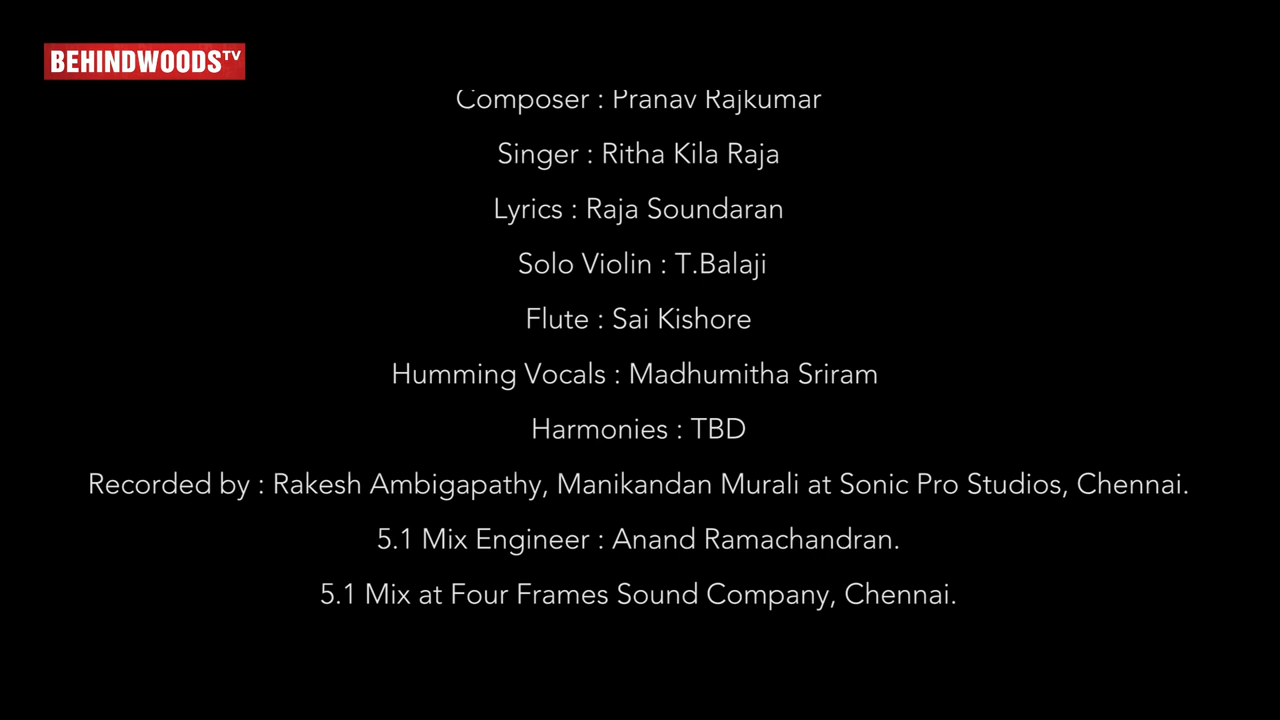 BEHINDWOODSTV
Composer : Pranav Rajkumar
Singer : Ritha Kila Raja
Lyrics : Raja Soundaran
Solo Violin : T.Balaji
Flute : Sai Kishore
Humming Vocals : Madhumitha Sriram
Harmonies : TBD
Recorded by : Rakesh Ambigapathy, Manikandan Murali at Sonic Pro Studios, Chennai.
5.1 Mix Engineer : Anand Ramachandran.
5.1 Mix at Four Frames Sound Company, Chennai.